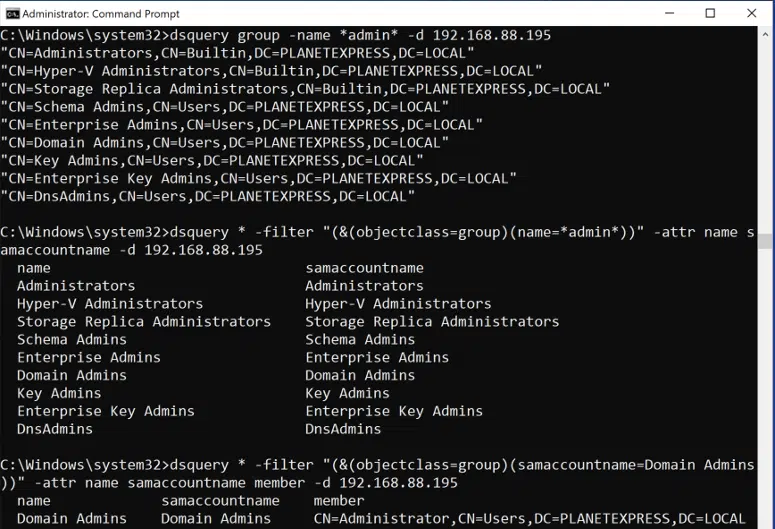 Administrator: Command Prompt
C:\Windows\system32>dsquery group -name *admin* -d 192.168.88.195
"CN=Administrators,CN=Builtin,DC=PLANETEXPRESS,DC=LOCAL"
"CN=Hyper-V Administrators,CN=Builtin,DC=PLANETEXPRESS,DC=LOCAL"
"CN=Storage Replica Administrators,CN=Builtin,DC=PLANETEXPRESS,DC=LOCAL"
"CN=Schema Admins,CN=Users,DC=PLANETEXPRESS,DC=LOCAL"
"CN=Enterprise Admins,CN=Users,DC=PLANETEXPRESS,DC=LOCAL"
"CN=Domain Admins,CN=Users,DC=PLANETEXPRESS,DC=LOCAL"
"CN=Key Admins,CN=Users,DC=PLANETEXPRESS,DC=LOCAL"
"CN=Enterprise Key Admins,CN=Users,DC=PLANETEXPRESS,DC=LOCAL"
"CN=DnsAdmins,CN=Users,DC=PLANETEXPRESS,DC=LOCAL"
C:\Windows\system32>dsquery * -filter "(&(objectclass=group)(name=*admin*))" -attr name s
amaccountname -d 192.168.88.195
name samaccountname
Administrators Administrators
Hyper-V Administrators Hyper-V Administrators
Storage Replica Administrators Storage Replica Administrators
Schema Admins Schema Admins
Enterprise Admins Enterprise Admins
Domain Admins Domain Admins
Key Admins Key Admins
Enterprise Key Admins Enterprise Key Admins
DnsAdmins DnsAdmins
C:\Windows\system32>dsquery * -filter "(&(objectclass=group)(samaccountname=Domain Admins
))" -attr name samaccountname member -d 192.168.88.195
name samaccountname member
Domain Admins Domain Admins CN=Administrator,CN=Users,DC=PLANETEXPRESS,DC=LOCAL